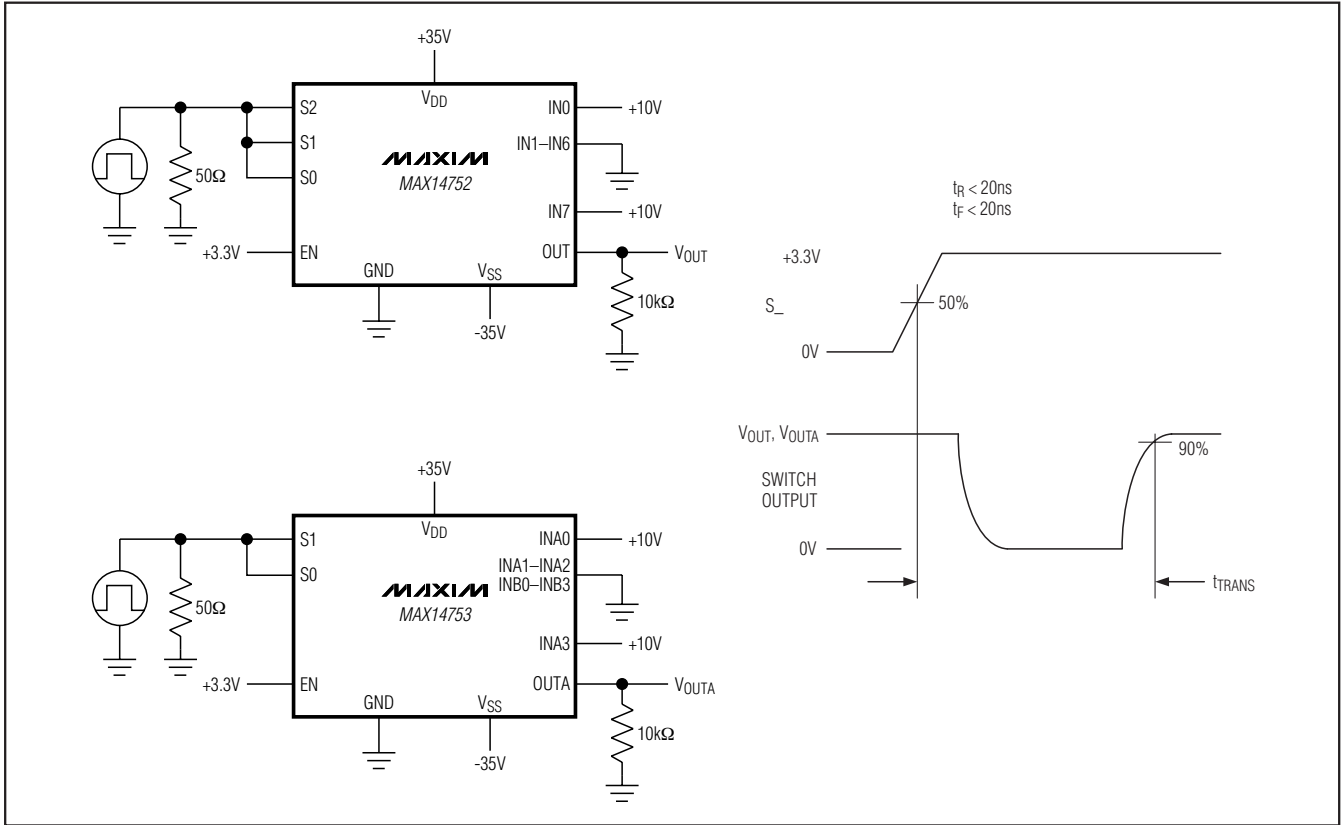 +35V
VDD
S2
S1
S0
50Ω
+3.3V
EN
GND
VSS
-35V
MAXIM
MAX14752
IN0
+10V
IN1–IN6
IN7
+10V
OUT
VOUT
10kΩ
+35V
VDD
S1
S0
50Ω
+3.3V
EN
GND
VSS
-35V
MAXIM
MAX14753
INA0
+10V
INA1–INA2
INB0–INB3
INA3
+10V
OUTA
VOUTA
10kΩ
tR < 20ns
tF < 20ns
+3.3V
S_
50%
0V
VOUT, VOUTA
90%
SWITCH
OUTPUT
0V
tTRANS